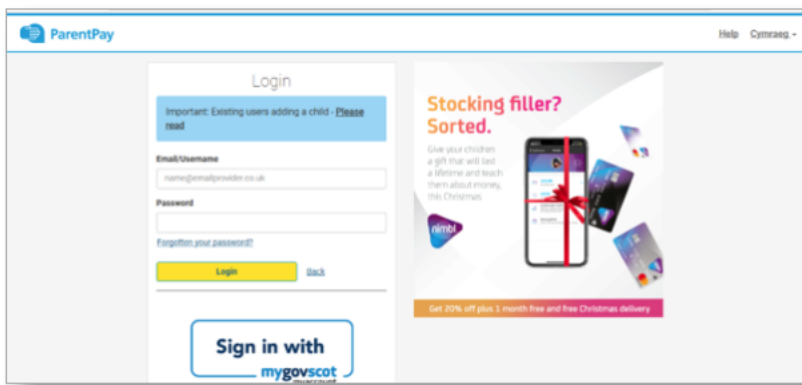 ParentPay
Help Cymraeg
Login
Important: Existing users adding a child - Please
read
Email/Username
name@emailprovider.co.uk
Password
Forgotten your password?
Login Back
Sign in with
mygovscot
myaccount
Stocking filler?
Sorted.
Give your children
a gift that will last
a lifetime and teach
them about money,
this Christmas
nimbl
Get 20% off plus 1 month free and free Christmas delivery